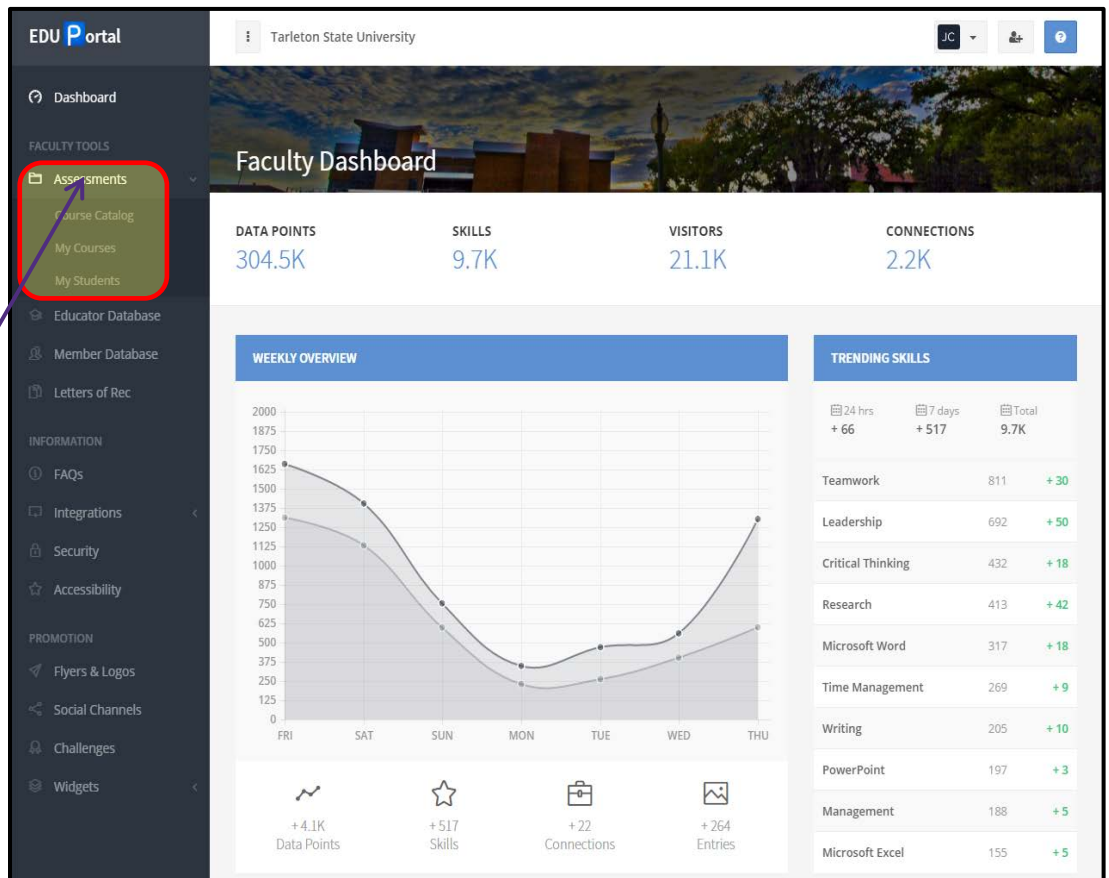 EDU Portal
Tarleton State University
JC
Dashboard
FACULTY TOOLS
Assessments
Course Catalog
My Courses
My Students
Educator Database
Member Database
Letters of Rec
INFORMATION
FAQs
Integrations
Security
Accessibility
PROMOTION
Flyers & Logos
Social Channels
Challenges
Widgets
Faculty Dashboard
DATA POINTS SKILLS VISITORS CONNECTIONS
304.5K 9.7K 21.1K 2.2K
WEEKLY OVERVIEW
2000
1875
1750
1625
1500
1375
1250
1125
1000
875
750
625
500
375
250
125
0
FRI SAT SUN MON TUE WED THU
+4.1K +517 +22 +264
Data Points Skills Connections Entries
TRENDING SKILLS
24 hrs 7 days Total
+ 66 + 517 9.7K
Teamwork 811 + 30
Leadership 692 + 50
Critical Thinking 432 + 18
Research 413 + 42
Microsoft Word 317 + 18
Time Management 269 + 9
Writing 205 + 10
PowerPoint 197 + 3
Management 188 + 5
Microsoft Excel 155 + 5